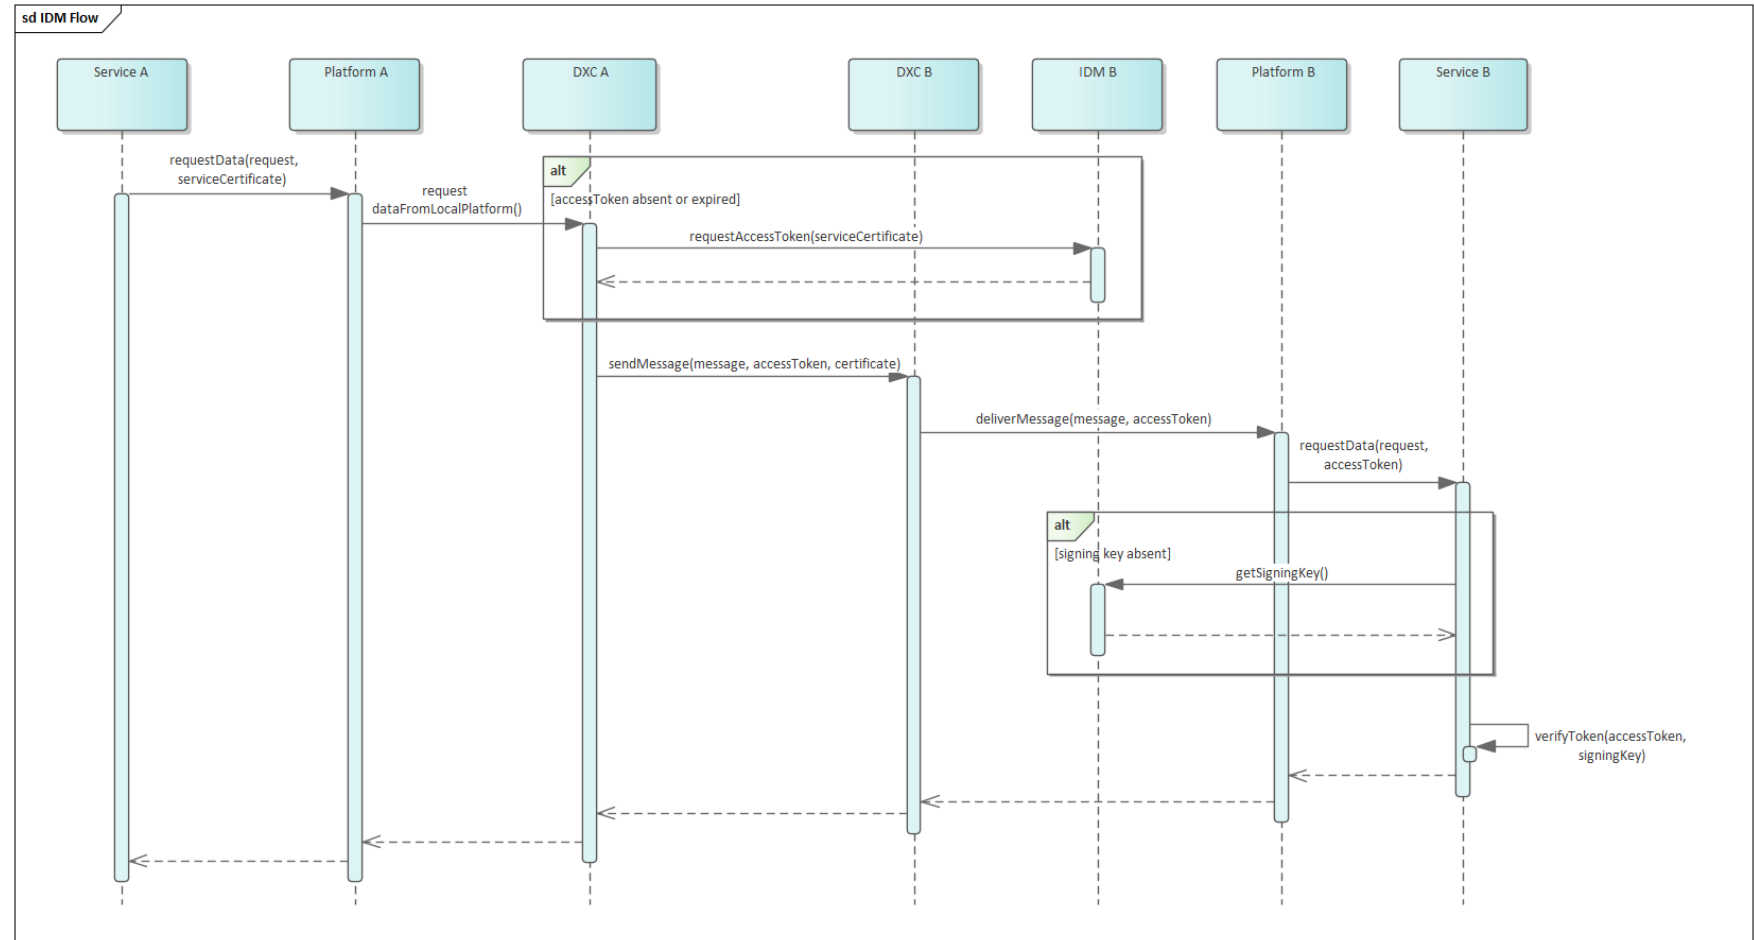 sd IDM Flow
Service A
Platform A
DXC A
DXC B
IDM B
Platform B
Service B
requestData(request,
serviceCertificate)
request
dataFromLocalPlatform()
alt
[accessToken absent or expired]
requestAccessToken(serviceCertificate)
sendMessage(message, accessToken, certificate)
deliverMessage(message, accessToken)
requestData(request,
accessToken)
alt
[signing key absent]
getSigningKey()
verifyToken(accessToken,
signingKey)